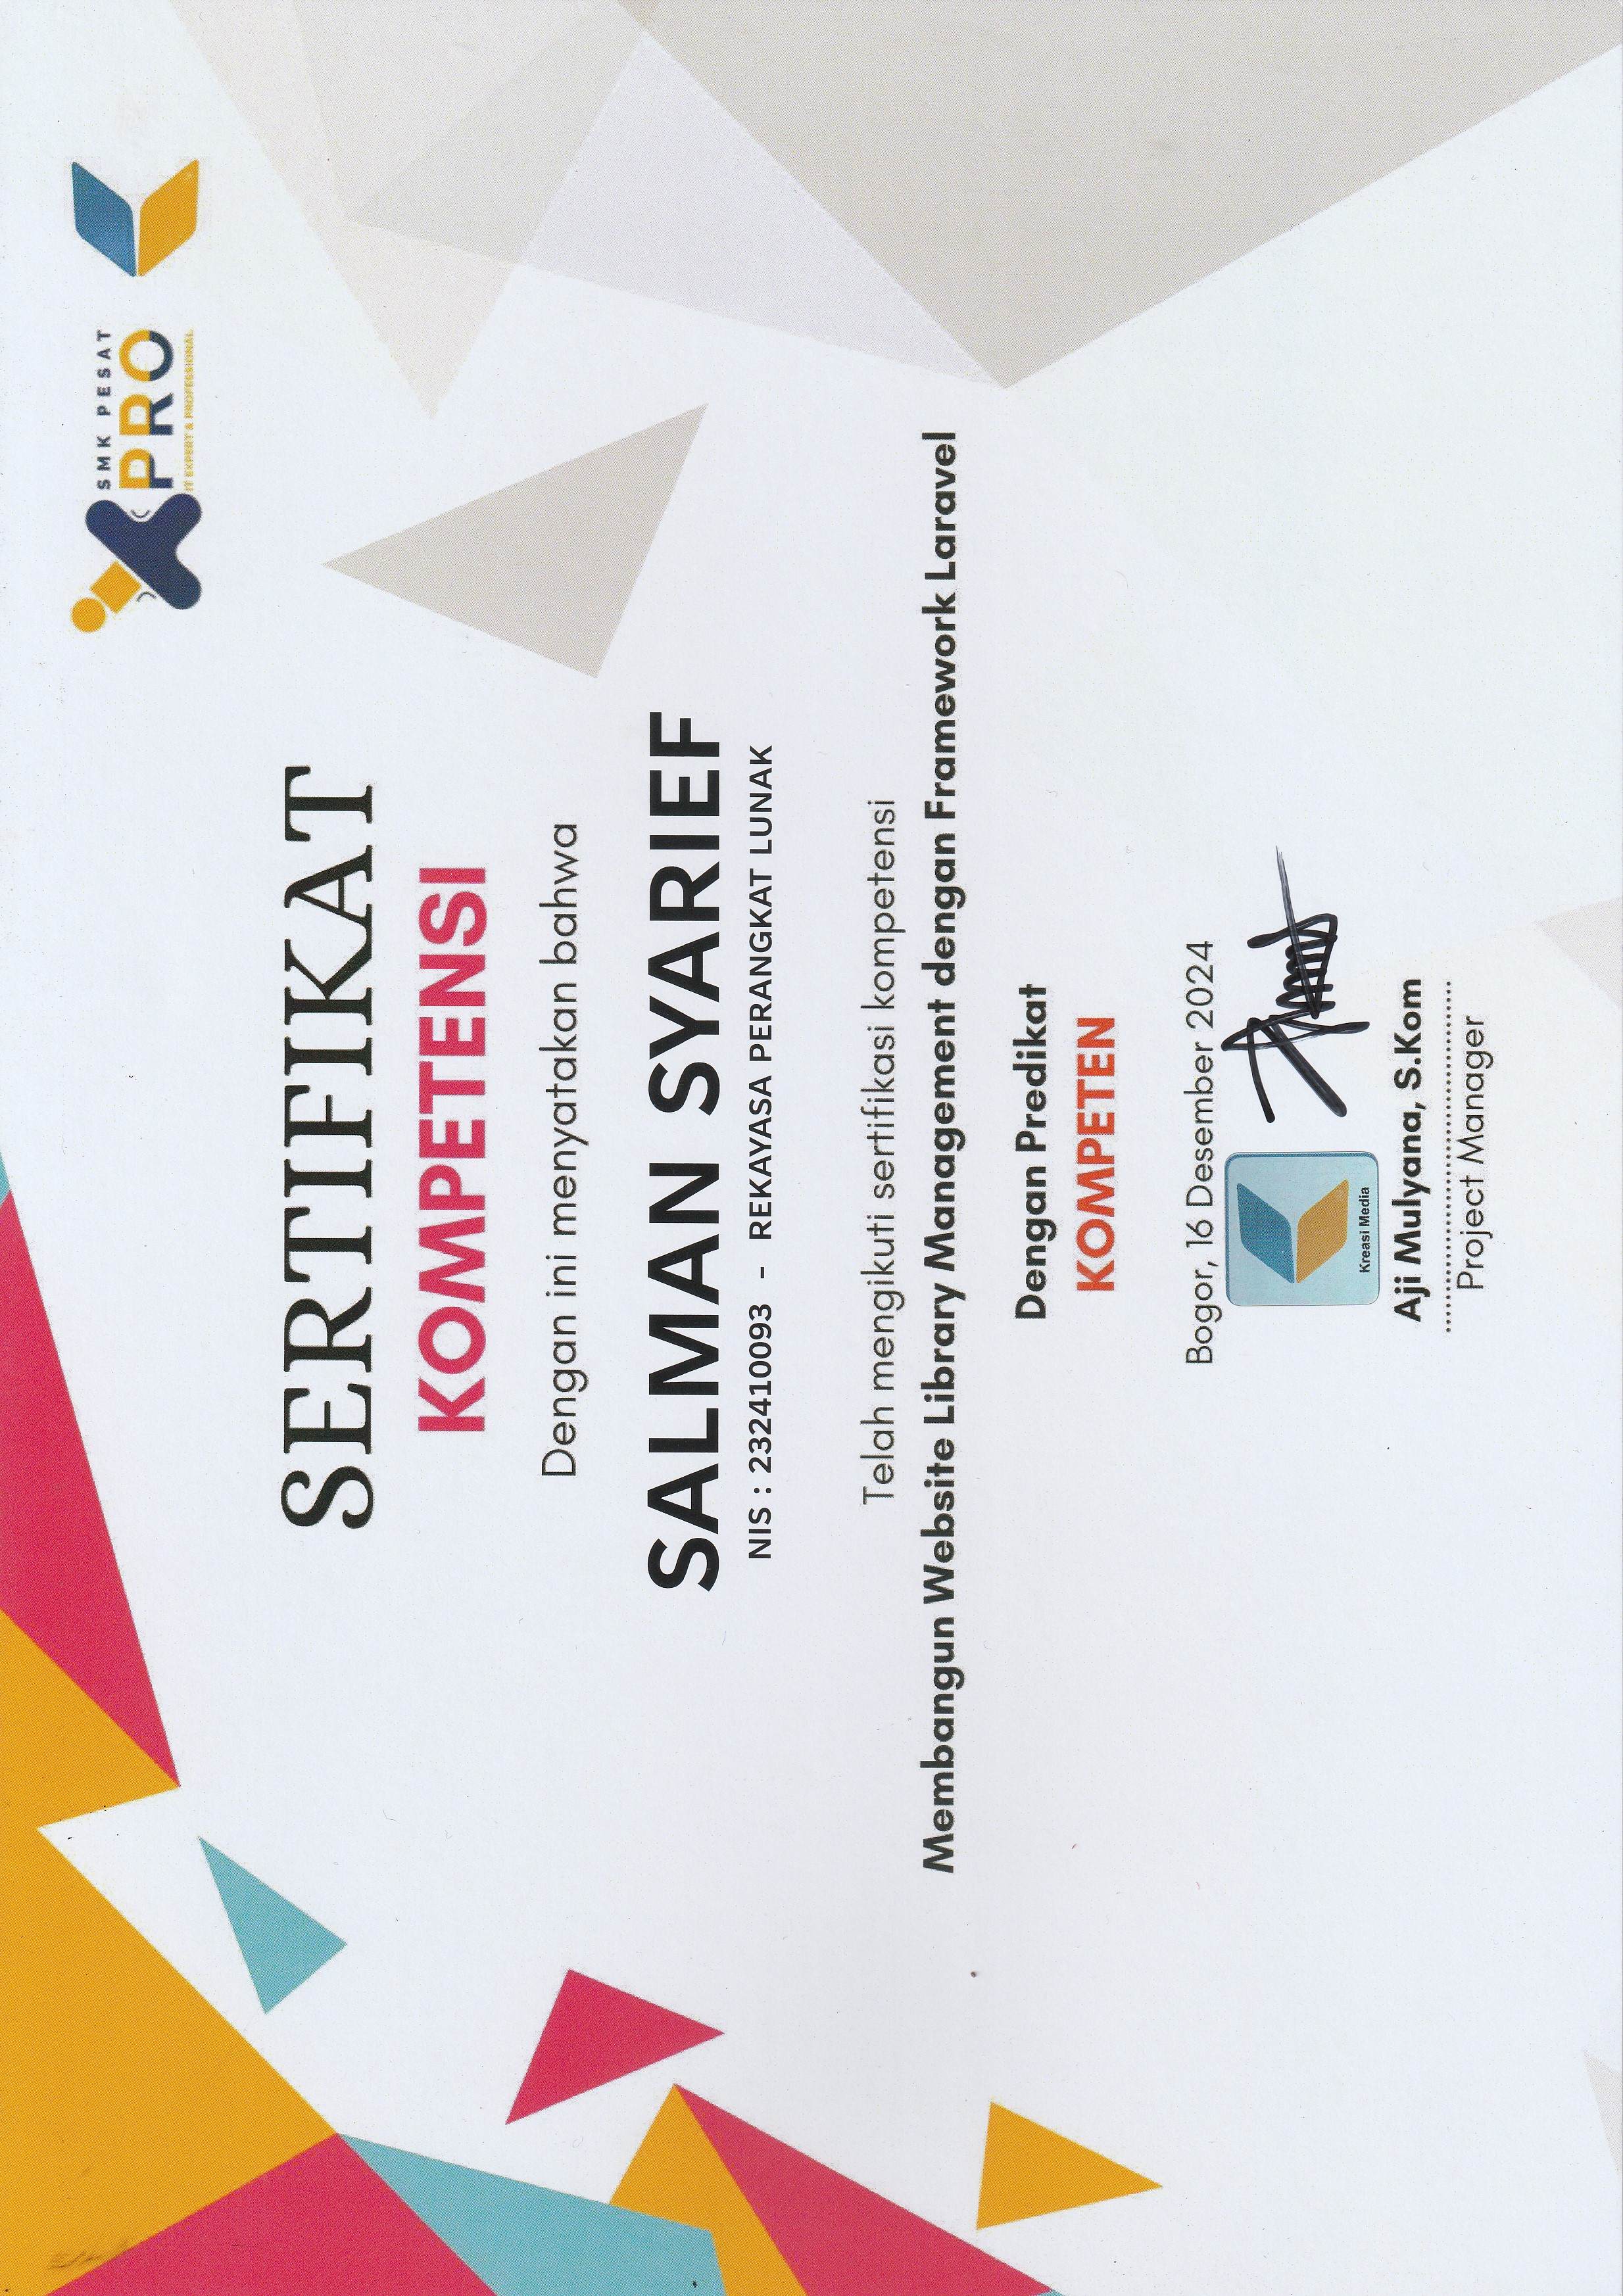 SMK PESAT
XPRO
IT EXPERT & PROFESSIONAL
SERTIFIKAT
KOMPETENSI
Dengan ini menyatakan bahwa
SALMAN SYARIEF
NIS : 232410093 - REKAYASA PERANGKAT LUNAK
Telah mengikuti sertifikasi kompetensi
Membangun Website Library Management dengan Framework Laravel
Dengan Predikat
KOMPETEN
Bogor, 16 Desember 2024
Kreasi Media
Aji Mulyana, S.Kom
Project Manager